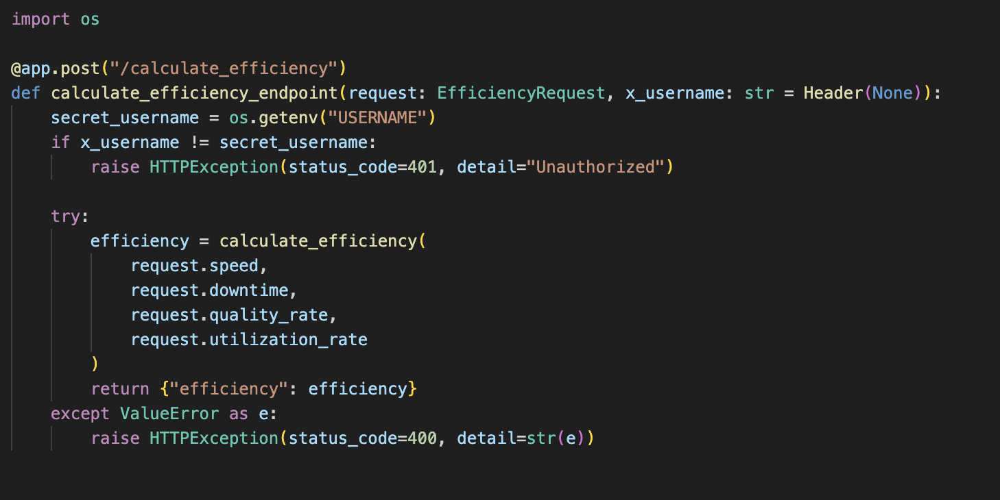 import os

@app.post("/calculate_efficiency")
def calculate_efficiency_endpoint(request: EfficiencyRequest, x_username: str = Header(None)):
    secret_username = os.getenv("USERNAME")
    if x_username != secret_username:
        raise HTTPException(status_code=401, detail="Unauthorized")

    try:
        efficiency = calculate_efficiency(
            request.speed,
            request.downtime,
            request.quality_rate,
            request.utilization_rate
        )
        return {"efficiency": efficiency}
    except ValueError as e:
        raise HTTPException(status_code=400, detail=str(e))